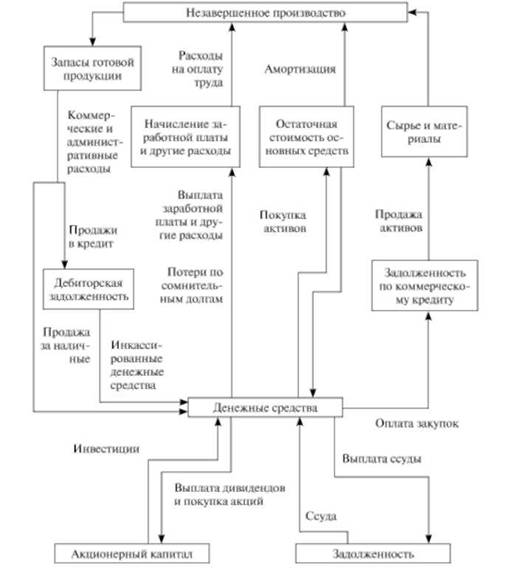 Незавершенное производство
Запасы готовой
продукции
Расходы
на оплату
труда
Амортизация
Коммер-
ческие и
админист-
ративные
расходы
Начисление за-
работной платы
и другие расходы
Остаточная
стоимость ос-
новных средств
Сырье и мате-
риалы
Выплата
заработной
платы и дру-
гие расходы
Покупка
активов
Продажа
активов
Продажи
в кредит
Дебиторская
задолженность
Потери по
сомнитель-
ным долгам
Задолженность
по коммерческо-
му кредиту
Продажа
за налич-
ные
Инкасси-
рованные
денежные
средства
Денежные средства
Оплата закупок
Инвестиции
Выплата ссуды
Выплата дивидендов
и покупка акций
Ссуда
Акционерный капитал
Задолженность